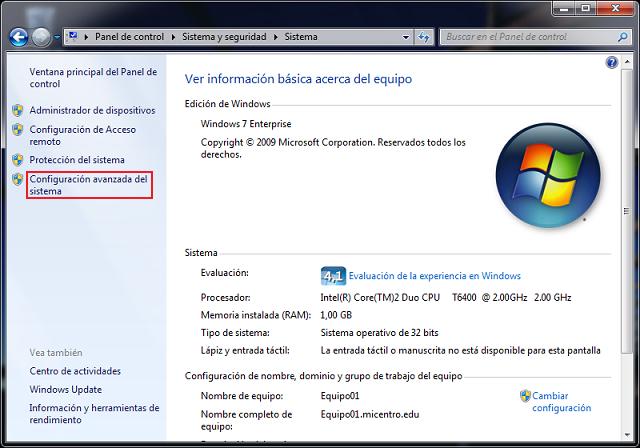 Panel de control ▸ Sistema y seguridad ▸ Sistema
Buscar en el Panel de control
Ventana principal del Panel de
control
Administrador de dispositivos
Configuración de Acceso
remoto
Protección del sistema
Configuración avanzada del
sistema
Vea también
Centro de actividades
Windows Update
Información y herramientas de
rendimiento
Ver información básica acerca del equipo
Edición de Windows
Windows 7 Enterprise
Copyright © 2009 Microsoft Corporation. Reservados todos los
derechos.
Sistema
Evaluación: 4,1 Evaluación de la experiencia en Windows
Procesador: Intel(R) Core(TM)2 Duo CPU T6400 @ 2.00GHz 2.00 GHz
Memoria instalada (RAM): 1,00 GB
Tipo de sistema: Sistema operativo de 32 bits
Lápiz y entrada táctil: La entrada táctil o manuscrita no está disponible para esta pantalla
Configuración de nombre, dominio y grupo de trabajo del equipo
Nombre de equipo: Equipo01 Cambiar
configuración
Nombre completo de Equipo01.micentro.edu
equipo: